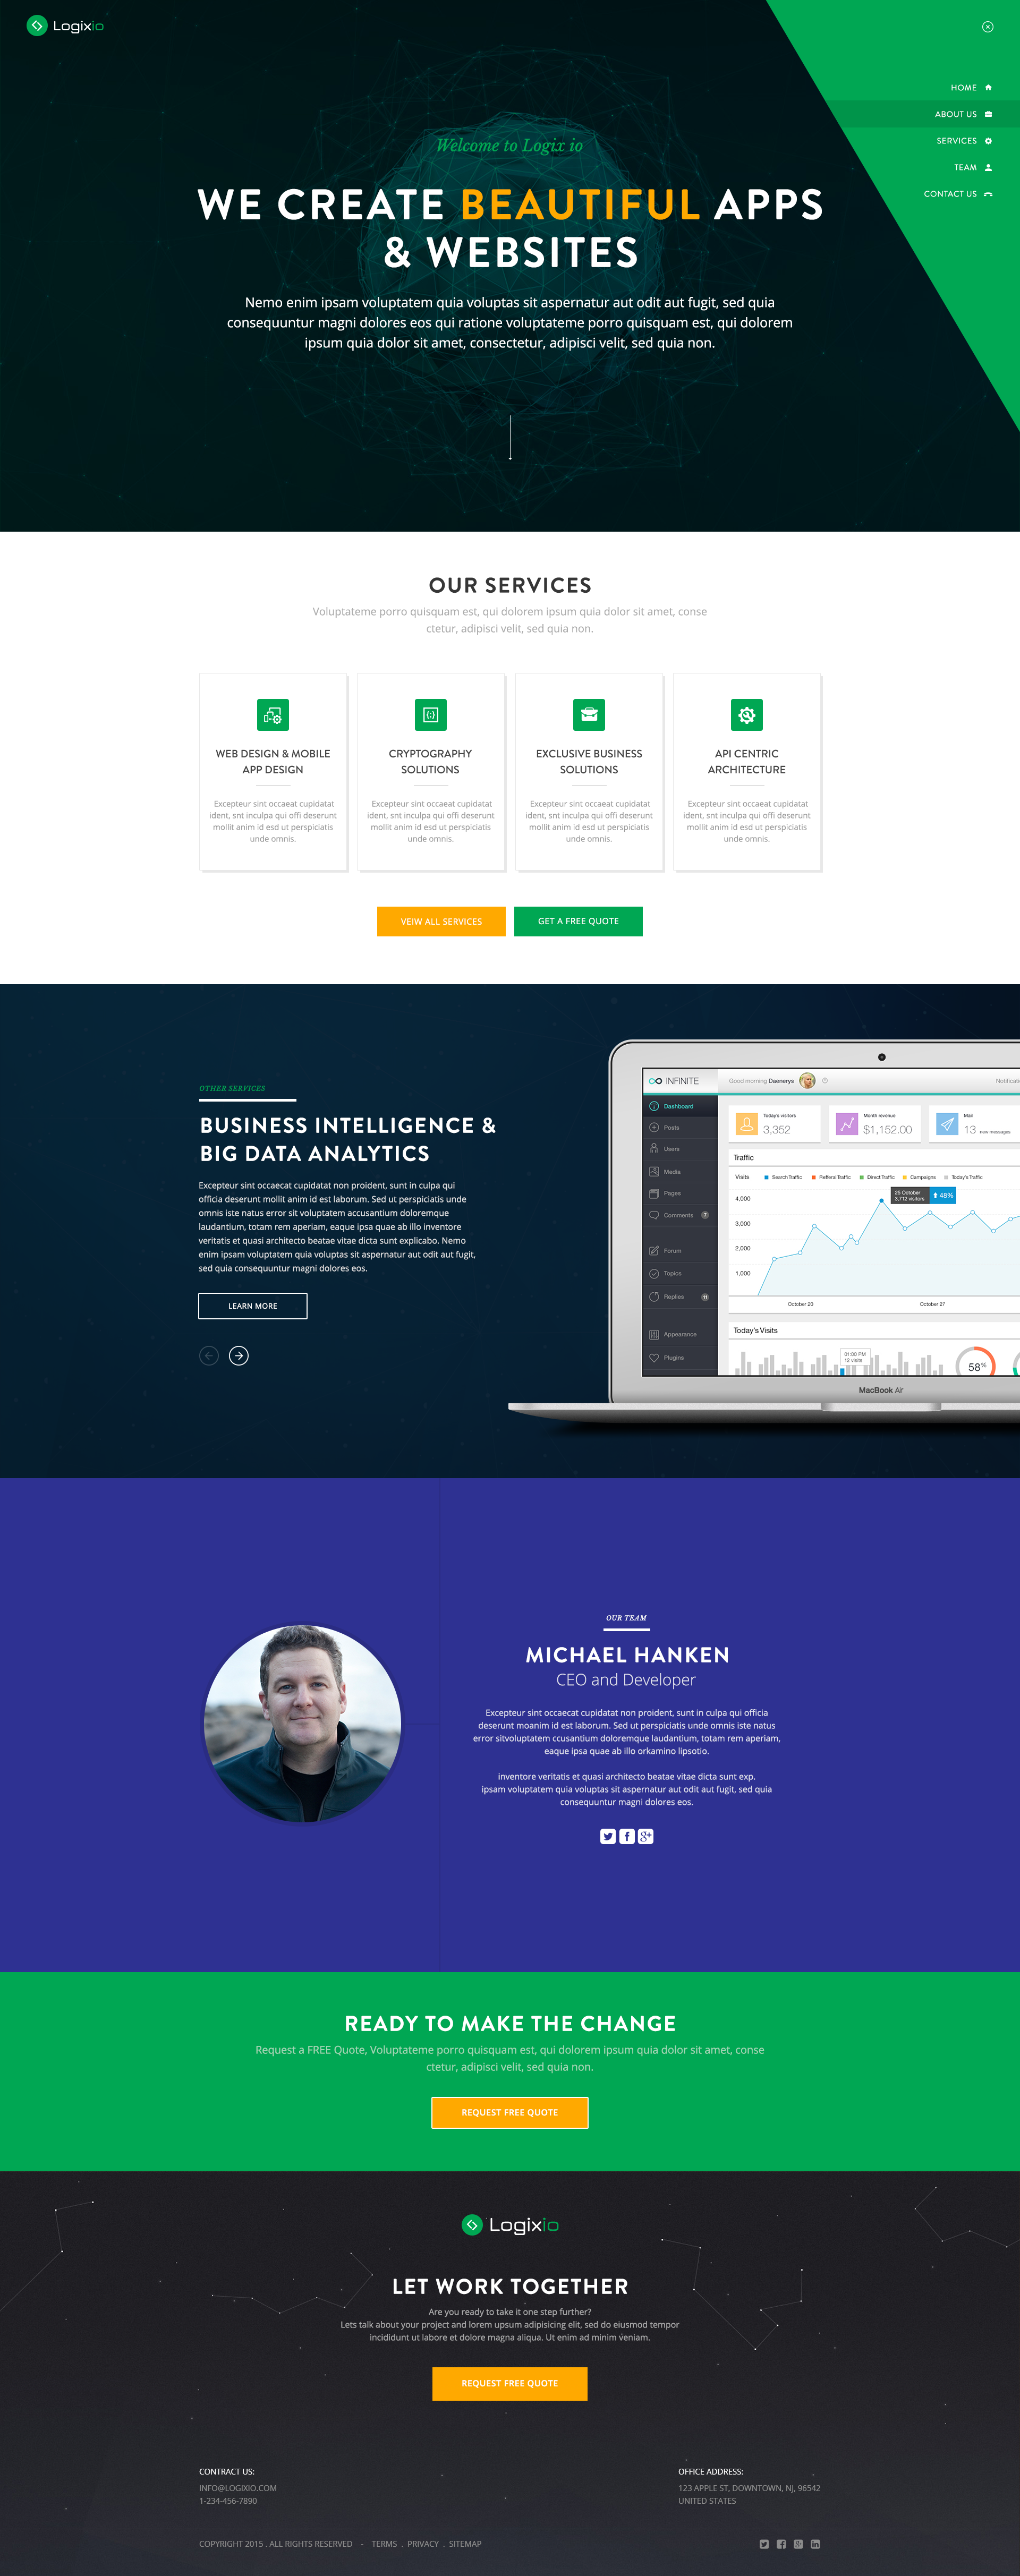 Logixio
HOME
ABOUT US
SERVICES
TEAM
CONTACT US
Welcome to Logix io
WE CREATE BEAUTIFUL APPS
& WEBSITES
Nemo enim ipsam voluptatem quia voluptas sit aspernatur aut odit aut fugit, sed quia
consequuntur magni dolores eos qui ratione voluptateme porro quisquam est, qui dolorem
ipsum quia dolor sit amet, consectetur, adipisci velit, sed quia non.
OUR SERVICES
Voluptateme porro quisquam est, qui dolorem ipsum quia dolor sit amet, conse
ctetur, adipisci velit, sed quia non.
WEB DESIGN & MOBILE
APP DESIGN
Excepteur sint occaeat cupidatat
ident, snt inculpa qui offi deserunt
mollit anim id esd ut perspiciatis
unde omnis.
CRYPTOGRAPHY
SOLUTIONS
Excepteur sint occaeat cupidatat
ident, snt inculpa qui offi deserunt
mollit anim id esd ut perspiciatis
unde omnis.
EXCLUSIVE BUSINESS
SOLUTIONS
Excepteur sint occaeat cupidatat
ident, snt inculpa qui offi deserunt
mollit anim id esd ut perspiciatis
unde omnis.
API CENTRIC
ARCHITECTURE
Excepteur sint occaeat cupidatat
ident, snt inculpa qui offi deserunt
mollit anim id esd ut perspiciatis
unde omnis.
VEIW ALL SERVICES
GET A FREE QUOTE
OTHER SERVICES
BUSINESS INTELLIGENCE &
BIG DATA ANALYTICS
Excepteur sint occaecat cupidatat non proident, sunt in culpa qui
officia deserunt mollit anim id est laborum. Sed ut perspiciatis unde
omnis iste natus error sit voluptatem accusantium doloremque
laudantium, totam rem aperiam, eaque ipsa quae ab illo inventore
veritatis et quasi architecto beatae vitae dicta sunt explicabo. Nemo
enim ipsam voluptatem quia voluptas sit aspernatur aut odit aut fugit,
sed quia consequuntur magni dolores eos.
LEARN MORE
INFINITE
Good morning Daenerys
Notificati
Dashboard
Posts
Users
Media
Pages
Comments 7
Forum
Topics
Replies 11
Appearance
Plugins
Today's visitors
3,352
Month revenue
$1,152.00
Mail
13 new messages
Traffic
Visits Search Traffic Refferal Traffic Direct Traffic Campaigns Today's Traffic
25 October
3,712 visitors
48%
4,000
3,000
2,000
1,000
October 20
October 27
Today's Visits
01:00 PM
12 visits
58%
MacBook Air
OUR TEAM
MICHAEL HANKEN
CEO and Developer
Excepteur sint occaecat cupidatat non proident, sunt in culpa qui officia
deserunt moanim id est laborum. Sed ut perspiciatis unde omnis iste natus
error sitvoluptatem ccusantium doloremque laudantium, totam rem aperiam,
eaque ipsa quae ab illo orkamino lipsotio.
inventore veritatis et quasi architecto beatae vitae dicta sunt exp.
ipsam voluptatem quia voluptas sit aspernatur aut odit aut fugit, sed quia
consequuntur magni dolores eos.
READY TO MAKE THE CHANGE
Request a FREE Quote, Voluptateme porro quisquam est, qui dolorem ipsum quia dolor sit amet, conse
ctetur, adipisci velit, sed quia non.
REQUEST FREE QUOTE
Logixio
LET WORK TOGETHER
Are you ready to take it one step further?
Lets talk about your project and lorem upsum adipisicing elit, sed do eiusmod tempor
incididunt ut labore et dolore magna aliqua. Ut enim ad minim veniam.
REQUEST FREE QUOTE
CONTRACT US:
INFO@LOGIXIO.COM
1-234-456-7890
OFFICE ADDRESS:
123 APPLE ST, DOWNTOWN, NJ, 96542
UNITED STATES
COPYRIGHT 2015 . ALL RIGHTS RESERVED - TERMS . PRIVACY . SITEMAP